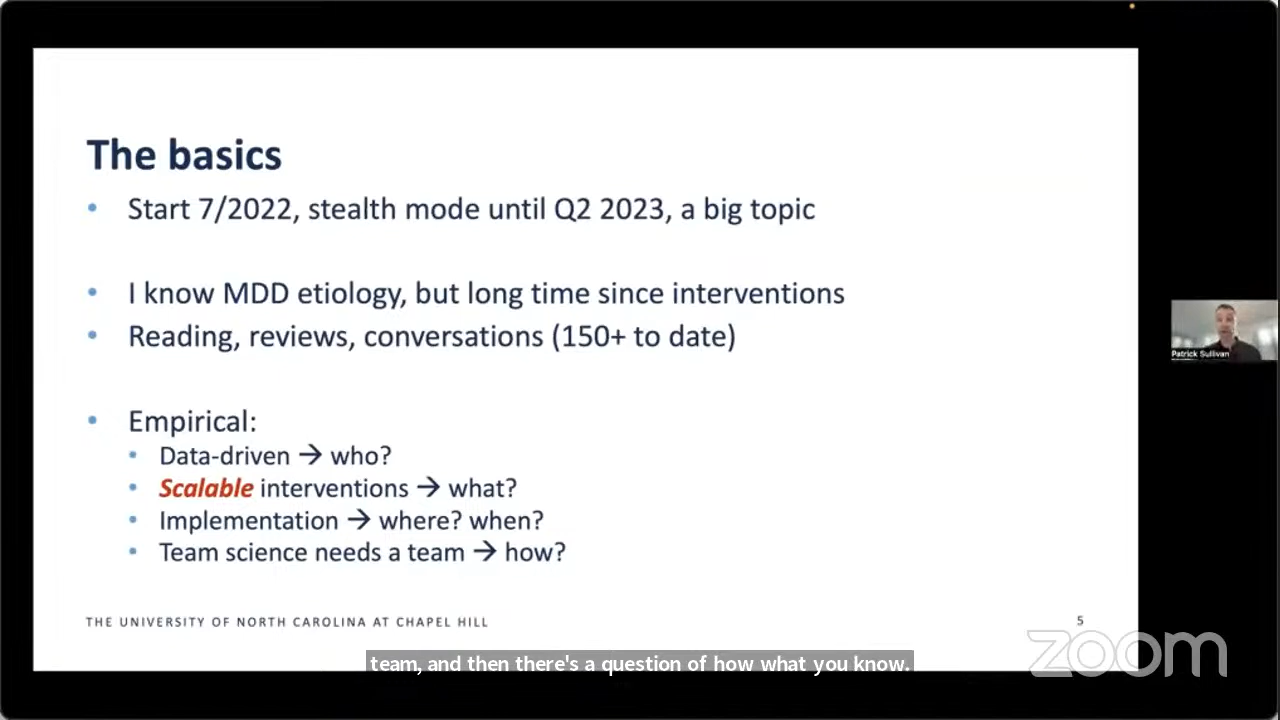 The basics
• Start 7/2022, stealth mode until Q2 2023, a big topic
• I know MDD etiology, but long time since interventions
• Reading, reviews, conversations (150+ to date)
• Empirical:
• Data-driven → who?
• Scalable interventions → what?
• Implementation → where? when?
• Team science needs a team → how?
THE UNIVERSITY OF NORTH CAROLINA AT CHAPEL HILL
5
Patrick Sullivan
team, and then there's a question of how what you know.
zoom